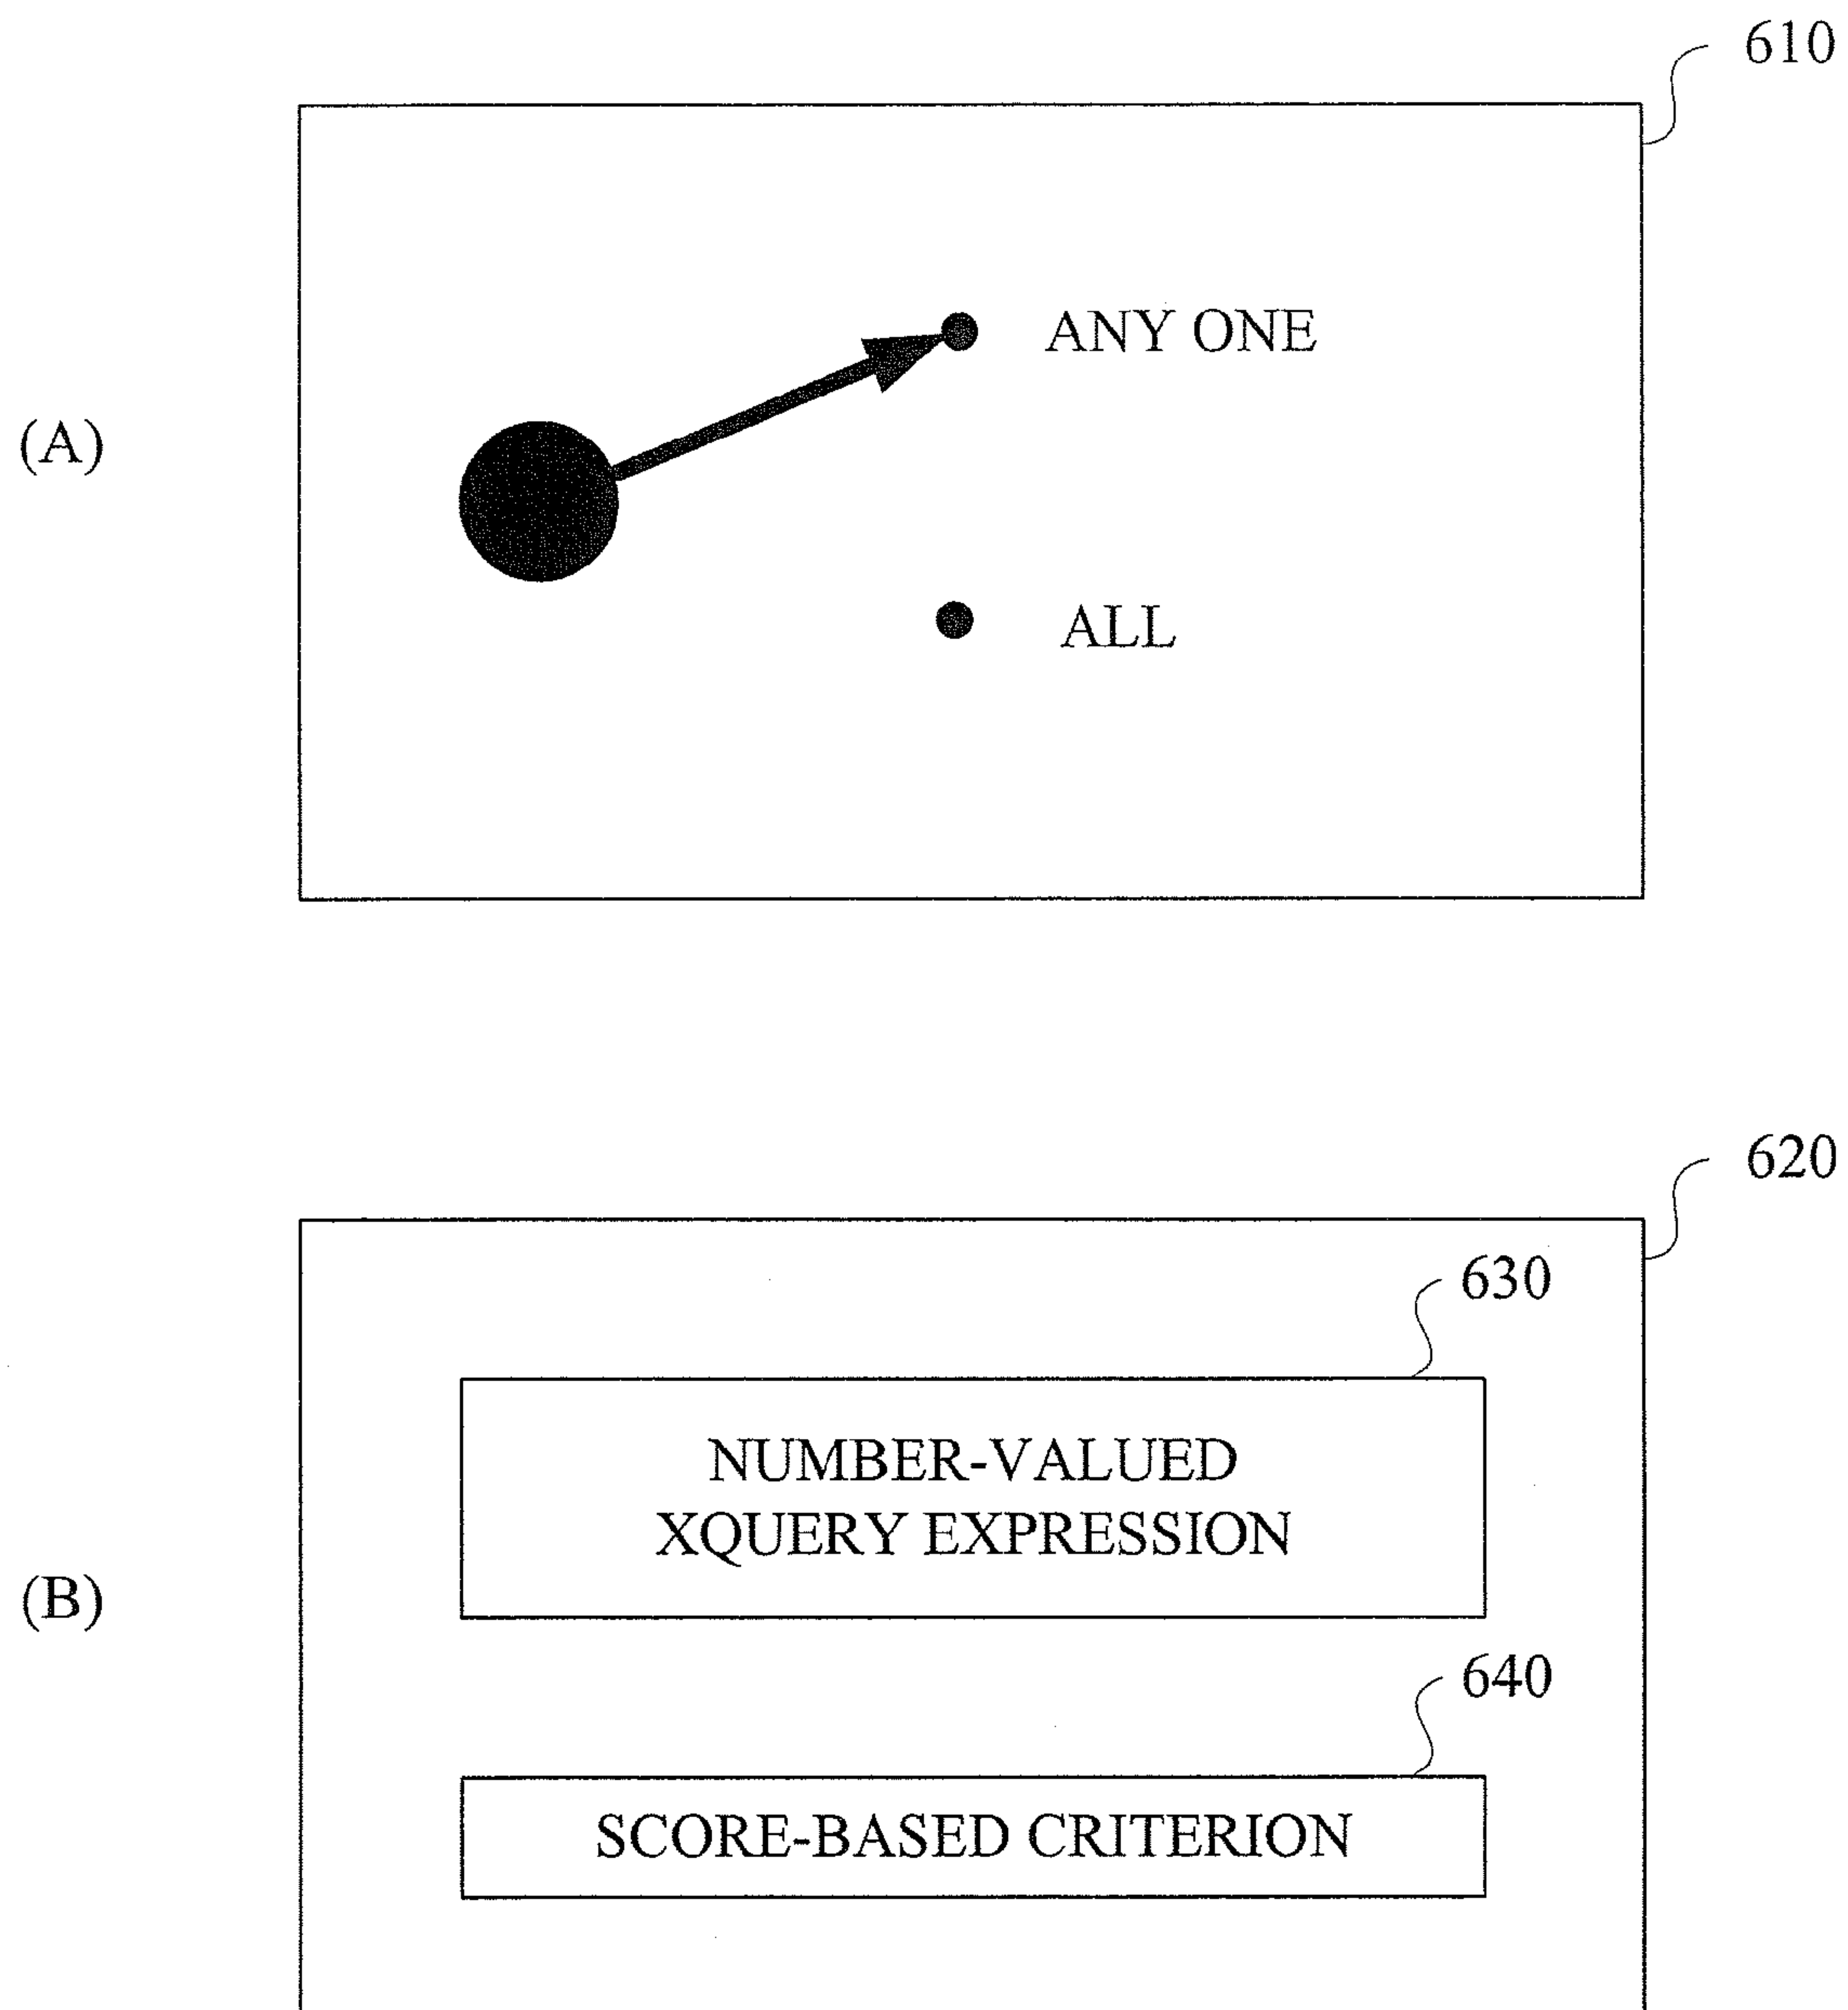 610
(A)
ANY ONE
ALL
620
(B)
630
NUMBER-VALUED
XQUERY EXPRESSION
640
SCORE-BASED CRITERION